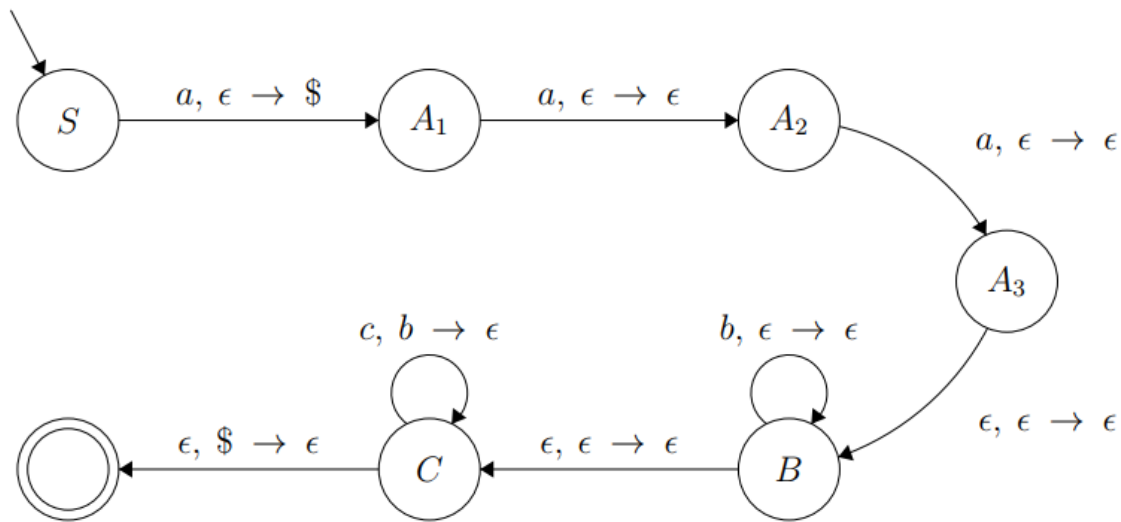 S
a, ϵ → $
A₁
a, ϵ → ϵ
A₂
a, ϵ → ϵ
A₃
ϵ, ϵ → ϵ
b, ϵ → ϵ
B
ϵ, ϵ → ϵ
c, b → ϵ
C
ϵ, $ → ϵ